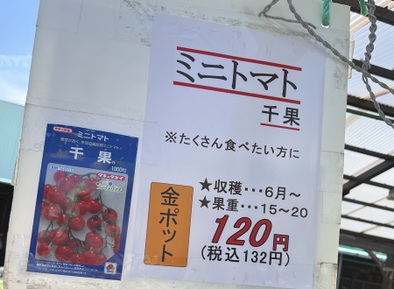 ミニトマト
千果
※たくさん食べたい方に
金ポット
★収穫・・・6月～
★果重・・・15～20
120円
(税込132円)
ミニトマト
千果